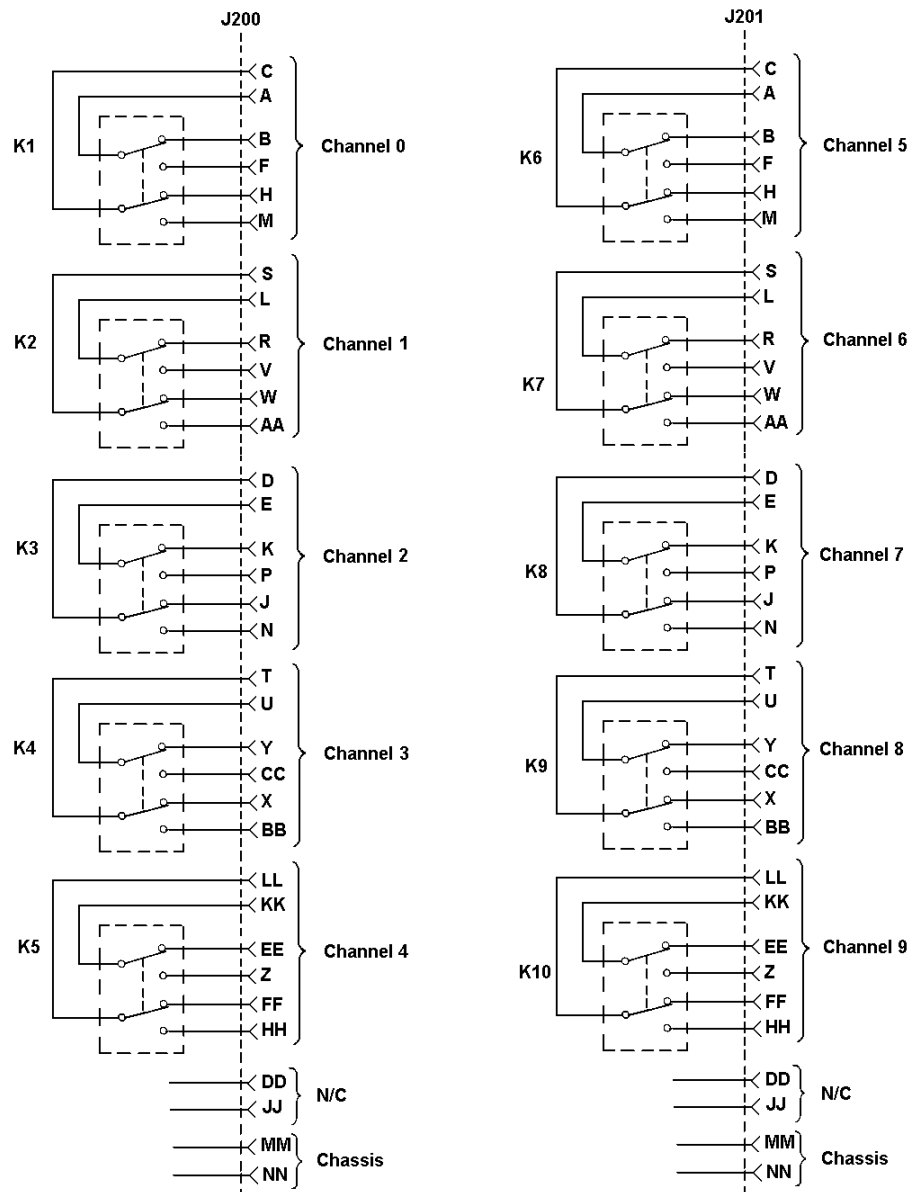 J200
C
A
K1
B
Channel 0
F
H
M
S
L
K2
R
Channel 1
V
W
AA
D
E
K3
K
Channel 2
P
J
N
T
U
K4
Y
Channel 3
CC
X
BB
LL
KK
K5
EE
Channel 4
Z
FF
HH
DD
N/C
JJ
MM
Chassis
NN
J201
C
A
K6
B
Channel 5
F
H
M
S
L
R
Channel 6
V
K7
W
AA
D
E
K
Channel 7
K8
P
J
N
T
U
Y
Channel 8
K9
CC
X
BB
LL
KK
EE
Channel 9
K10
Z
FF
HH
DD
N/C
JJ
MM
Chassis
NN